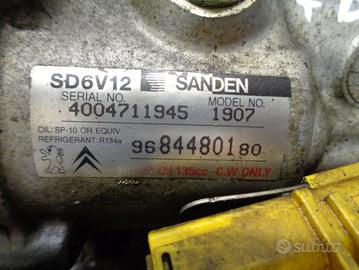 SD6V12 SANDEN
SERIAL NO. MODEL NO.
4004711945 1907
OIL: SP-10 OR EQUIV.
REFRIGERANT: R134a
9684480180
135cc C.W ONLY
subito